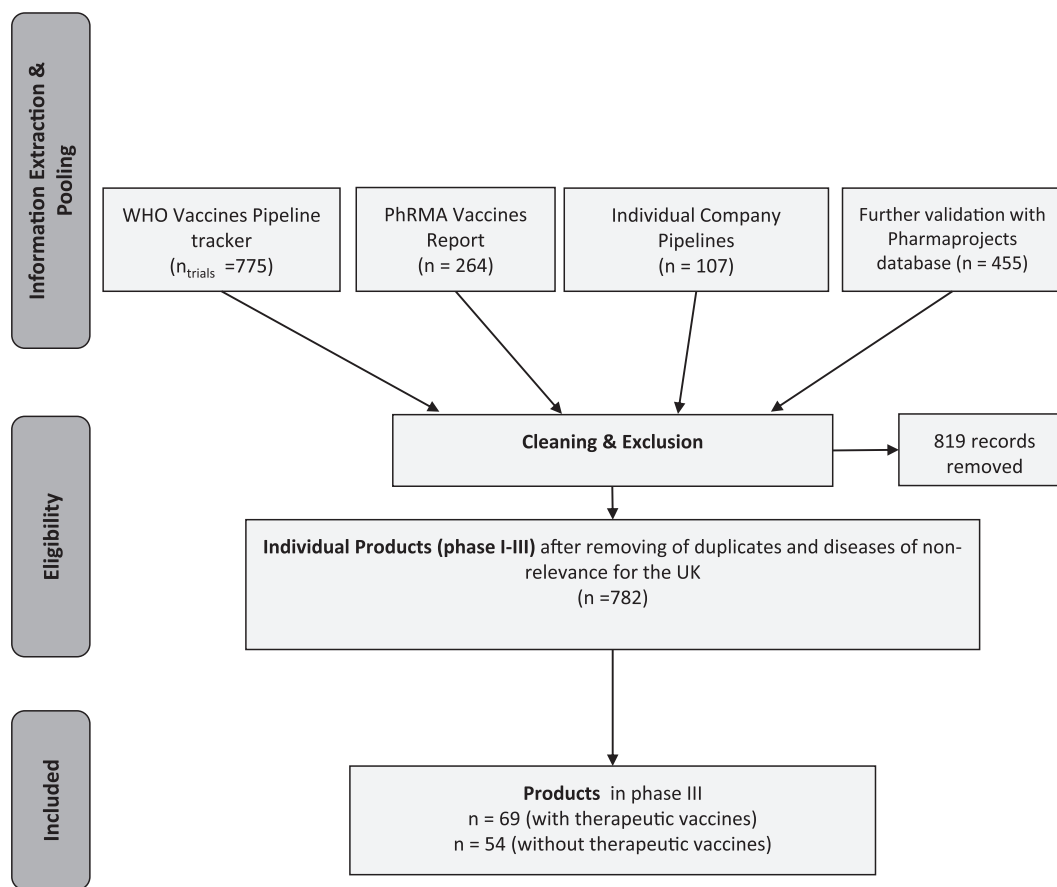 Information Extraction &
Pooling
WHO Vaccines Pipeline
tracker
(ntrials =775)
PhRMA Vaccines
Report
(n = 264)
Individual Company
Pipelines
(n = 107)
Further validation with
Pharmaprojects
database (n = 455)
Eligibility
Cleaning & Exclusion
819 records
removed
Individual Products (phase I-III) after removing of duplicates and diseases of non-
relevance for the UK
(n =782)
Included
Products in phase III
n = 69 (with therapeutic vaccines)
n = 54 (without therapeutic vaccines)